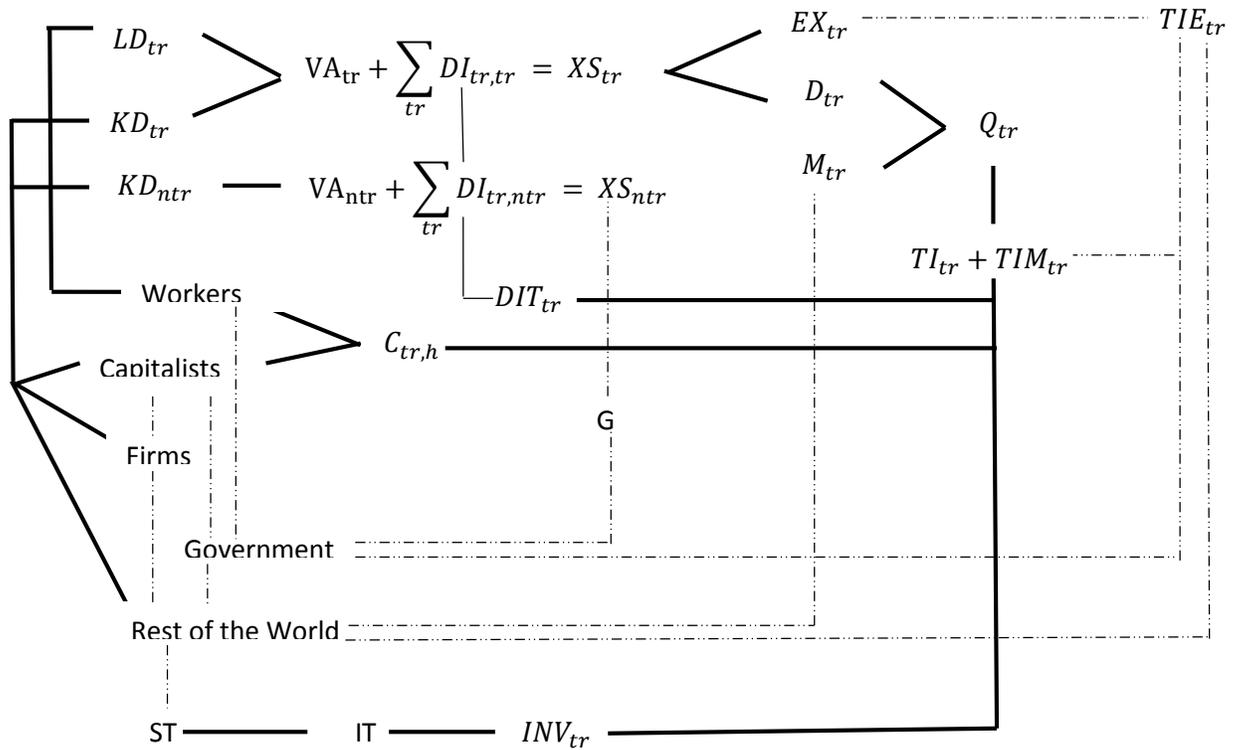 LD_tr
VA_tr + ∑_tr DI_tr,tr = XS_tr
EX_tr
TIE_tr
D_tr
KD_tr
Q_tr
M_tr
KD_ntr
VA_ntr + ∑_tr DI_tr,ntr = XS_ntr
TI_tr + TIM_tr
Workers
DIT_tr
C_tr,h
Capitalists
G
Firms
Government
Rest of the World
ST
IT
INV_tr